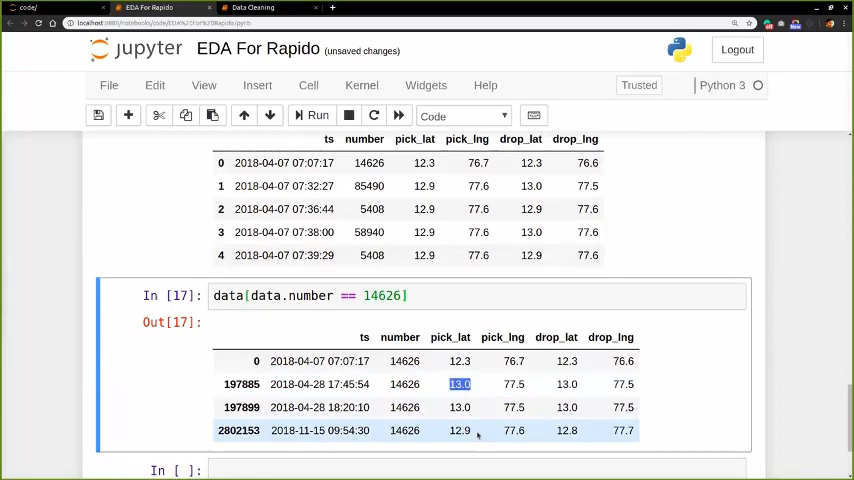 code/ EDA For Rapido Data Cleaning
localhost:8888/notebooks/code/EDA%20For%20Rapido.ipynb
jupyter EDA For Rapido (unsaved changes) Logout
File Edit View Insert Cell Kernel Widgets Help Trusted Python 3
Run Code
ts number pick_lat pick_lng drop_lat drop_lng
0 2018-04-07 07:07:17 14626 12.3 76.7 12.3 76.6
1 2018-04-07 07:32:27 85490 12.9 77.6 13.0 77.5
2 2018-04-07 07:36:44 5408 12.9 77.6 12.9 77.6
3 2018-04-07 07:38:00 58940 12.9 77.6 13.0 77.6
4 2018-04-07 07:39:29 5408 12.9 77.6 12.9 77.6
In [17]: data[data.number == 14626]
Out[17]:
ts number pick_lat pick_lng drop_lat drop_lng
0 2018-04-07 07:07:17 14626 12.3 76.7 12.3 76.6
197885 2018-04-28 17:45:54 14626 13.0 77.5 13.0 77.5
197899 2018-04-28 18:20:10 14626 13.0 77.5 13.0 77.5
2802153 2018-11-15 09:54:30 14626 12.9 77.6 12.8 77.7
In [ ]: